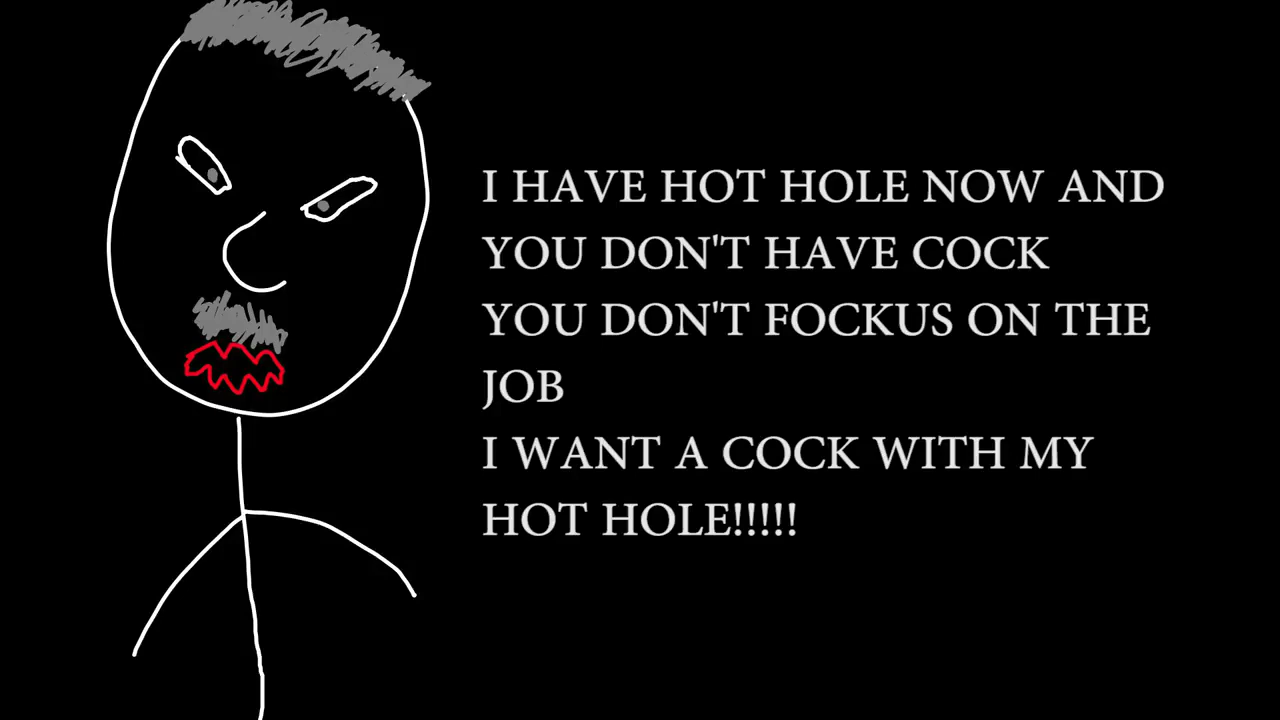 I HAVE HOT HOLE NOW AND
YOU DON'T HAVE COCK
YOU DON'T FOCKUS ON THE
JOB
I WANT A COCK WITH MY
HOT HOLE!!!!!